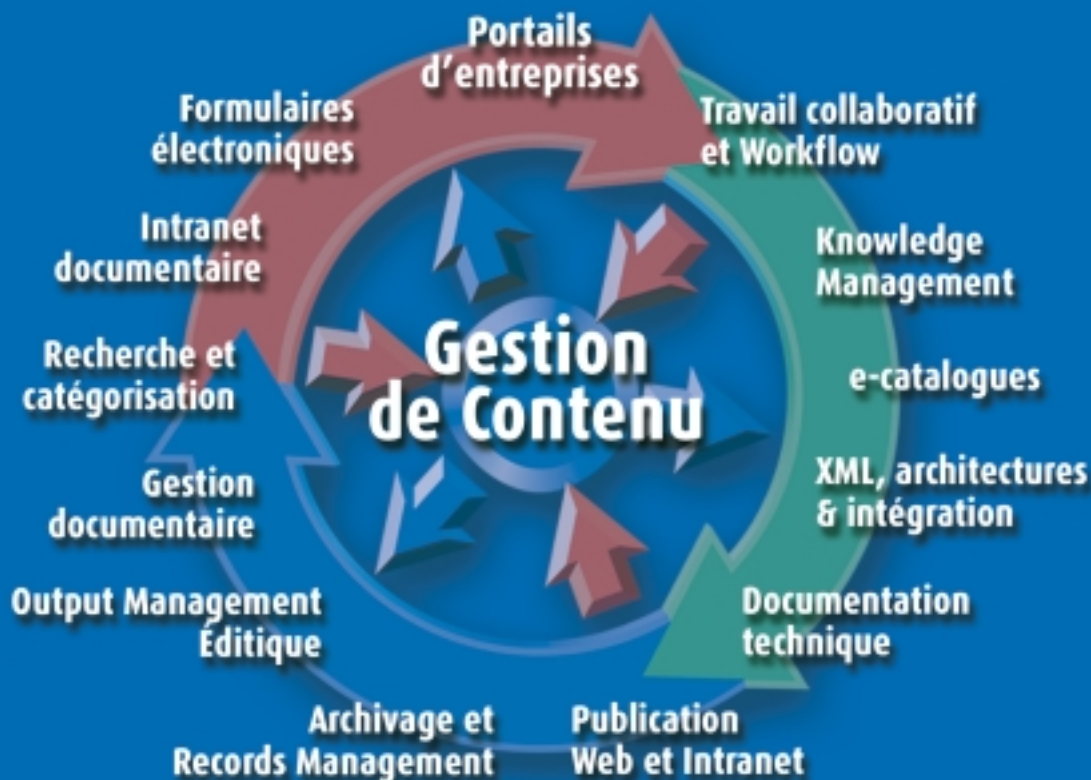 Portails
d'entreprises
Travail collaboratif
et Workflow
Knowledge
Management
e-catalogues
XML, architectures
& intégration
Documentation
technique
Publication
Web et Intranet
Archivage et
Records Management
Output Management
Éditique
Gestion
documentaire
Recherche et
catégorisation
Intranet
documentaire
Formulaires
électroniques
Gestion
de Contenu